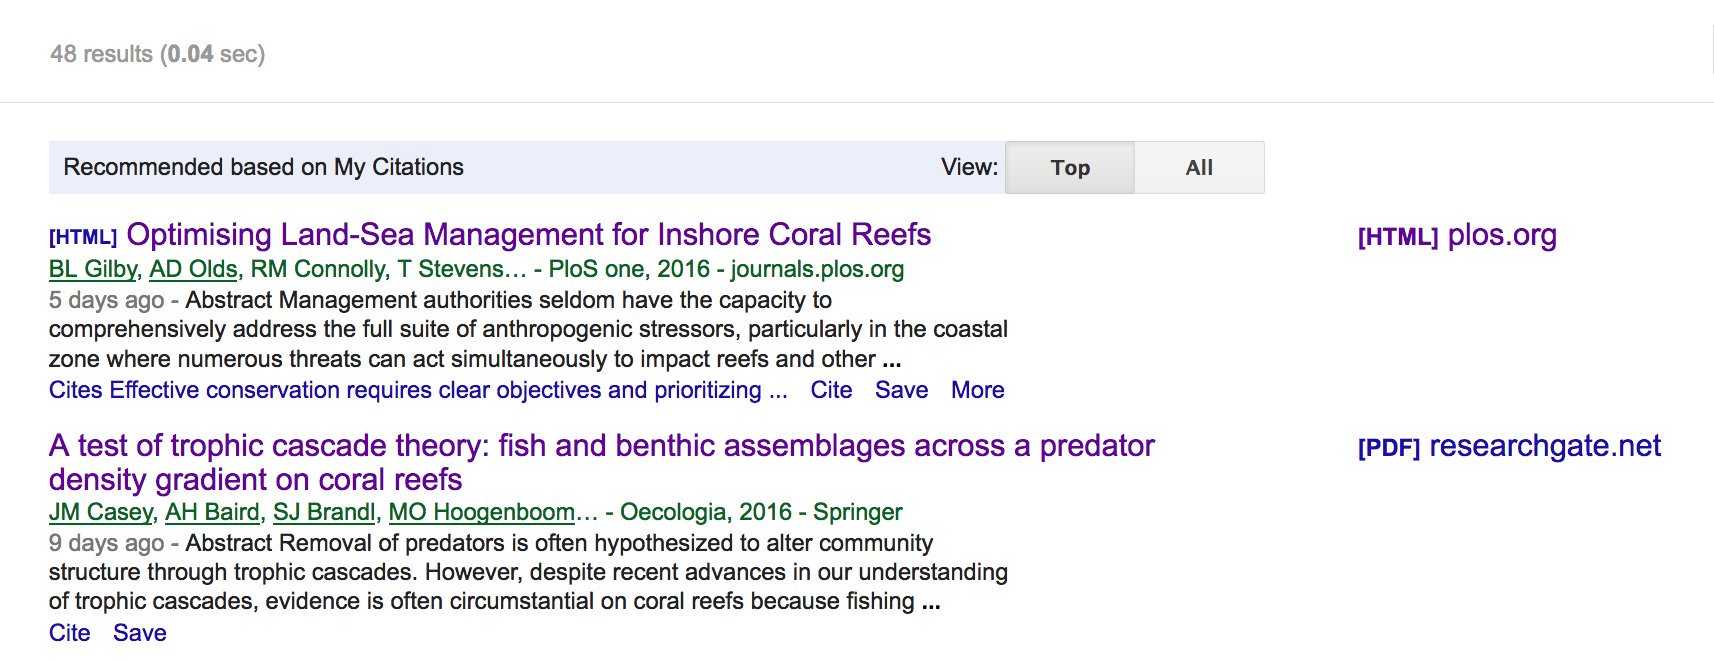 48 results (0.04 sec)
Recommended based on My Citations View: Top All
[HTML] Optimising Land-Sea Management for Inshore Coral Reefs [HTML] plos.org
BL Gilby, AD Olds, RM Connolly, T Stevens… - PloS one, 2016 - journals.plos.org
5 days ago - Abstract Management authorities seldom have the capacity to
comprehensively address the full suite of anthropogenic stressors, particularly in the coastal
zone where numerous threats can act simultaneously to impact reefs and other ...
Cites Effective conservation requires clear objectives and prioritizing ... Cite Save More
A test of trophic cascade theory: fish and benthic assemblages across a predator [PDF] researchgate.net
density gradient on coral reefs
JM Casey, AH Baird, SJ Brandl, MO Hoogenboom… - Oecologia, 2016 - Springer
9 days ago - Abstract Removal of predators is often hypothesized to alter community
structure through trophic cascades. However, despite recent advances in our understanding
of trophic cascades, evidence is often circumstantial on coral reefs because fishing ...
Cite Save